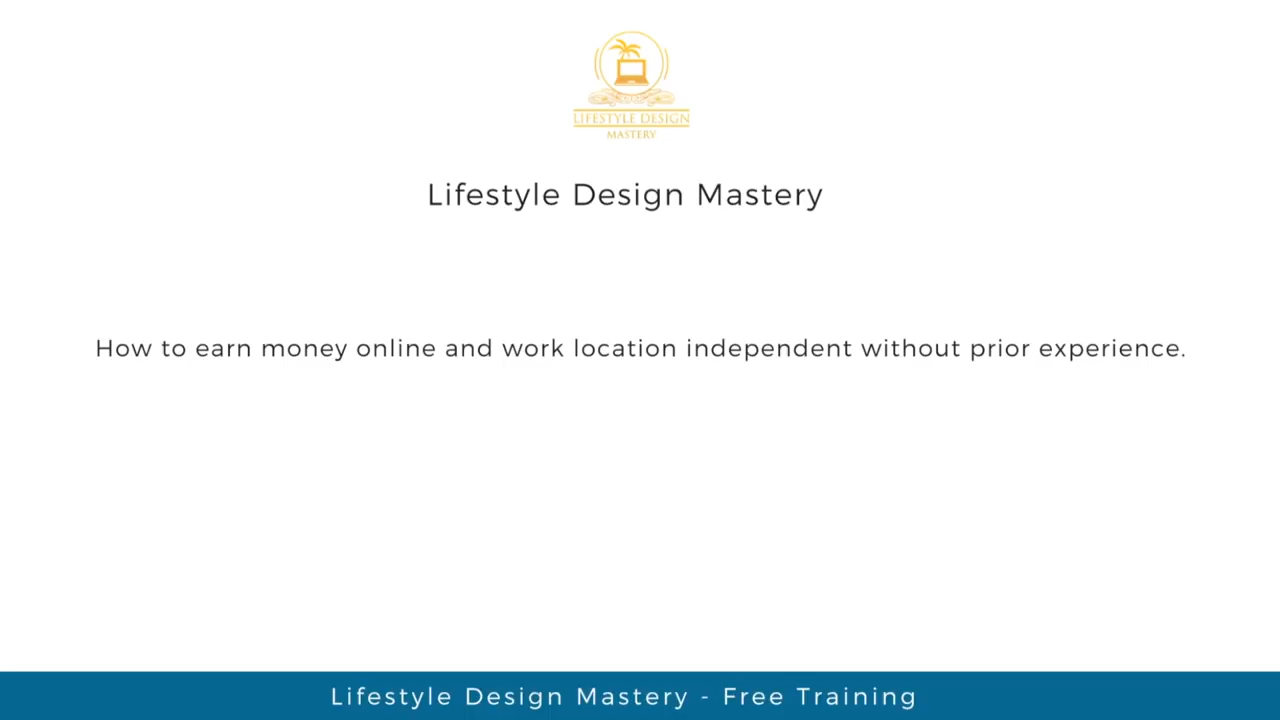 LIFESTYLE DESIGN
MASTERY
Lifestyle Design Mastery
How to earn money online and work location independent without prior experience.
Lifestyle Design Mastery - Free Training